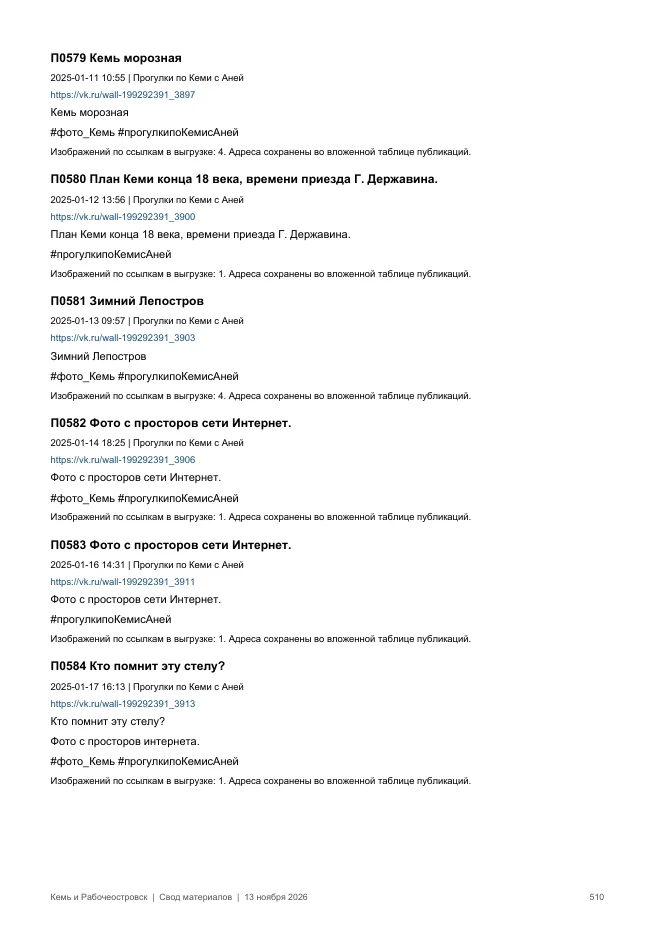 П0579 Кемь морозная
2025-01-11 10:55 | Прогулки по Кеми с Аней
https://vk.ru/wall-199292391_3897
Кемь морозная
#фото_Кемь #прогулкипоКемисАней
Изображений по ссылкам в выгрузке: 4. Адреса сохранены во вложенной таблице публикаций.
П0580 План Кеми конца 18 века, времени приезда Г. Державина.
2025-01-12 13:56 | Прогулки по Кеми с Аней
https://vk.ru/wall-199292391_3900
План Кеми конца 18 века, времени приезда Г. Державина.
#прогулкипоКемисАней
Изображений по ссылкам в выгрузке: 1. Адреса сохранены во вложенной таблице публикаций.
П0581 Зимний Лепостров
2025-01-13 09:57 | Прогулки по Кеми с Аней
https://vk.ru/wall-199292391_3903
Зимний Лепостров
#фото_Кемь #прогулкипоКемисАней
Изображений по ссылкам в выгрузке: 4. Адреса сохранены во вложенной таблице публикаций.
П0582 Фото с просторов сети Интернет.
2025-01-14 18:25 | Прогулки по Кеми с Аней
https://vk.ru/wall-199292391_3906
Фото с просторов сети Интернет.
#фото_Кемь #прогулкипоКемисАней
Изображений по ссылкам в выгрузке: 1. Адреса сохранены во вложенной таблице публикаций.
П0583 Фото с просторов сети Интернет.
2025-01-16 14:31 | Прогулки по Кеми с Аней
https://vk.ru/wall-199292391_3911
Фото с просторов сети Интернет.
#прогулкипоКемисАней
Изображений по ссылкам в выгрузке: 1. Адреса сохранены во вложенной таблице публикаций.
П0584 Кто помнит эту стелу?
2025-01-17 16:13 | Прогулки по Кеми с Аней
https://vk.ru/wall-199292391_3913
Кто помнит эту стелу?
Фото с просторов интернета.
#фото_Кемь #прогулкипоКемисАней
Изображений по ссылкам в выгрузке: 1. Адреса сохранены во вложенной таблице публикаций.
Кемь и Рабочеостровск | Свод материалов | 13 ноября 2026 510